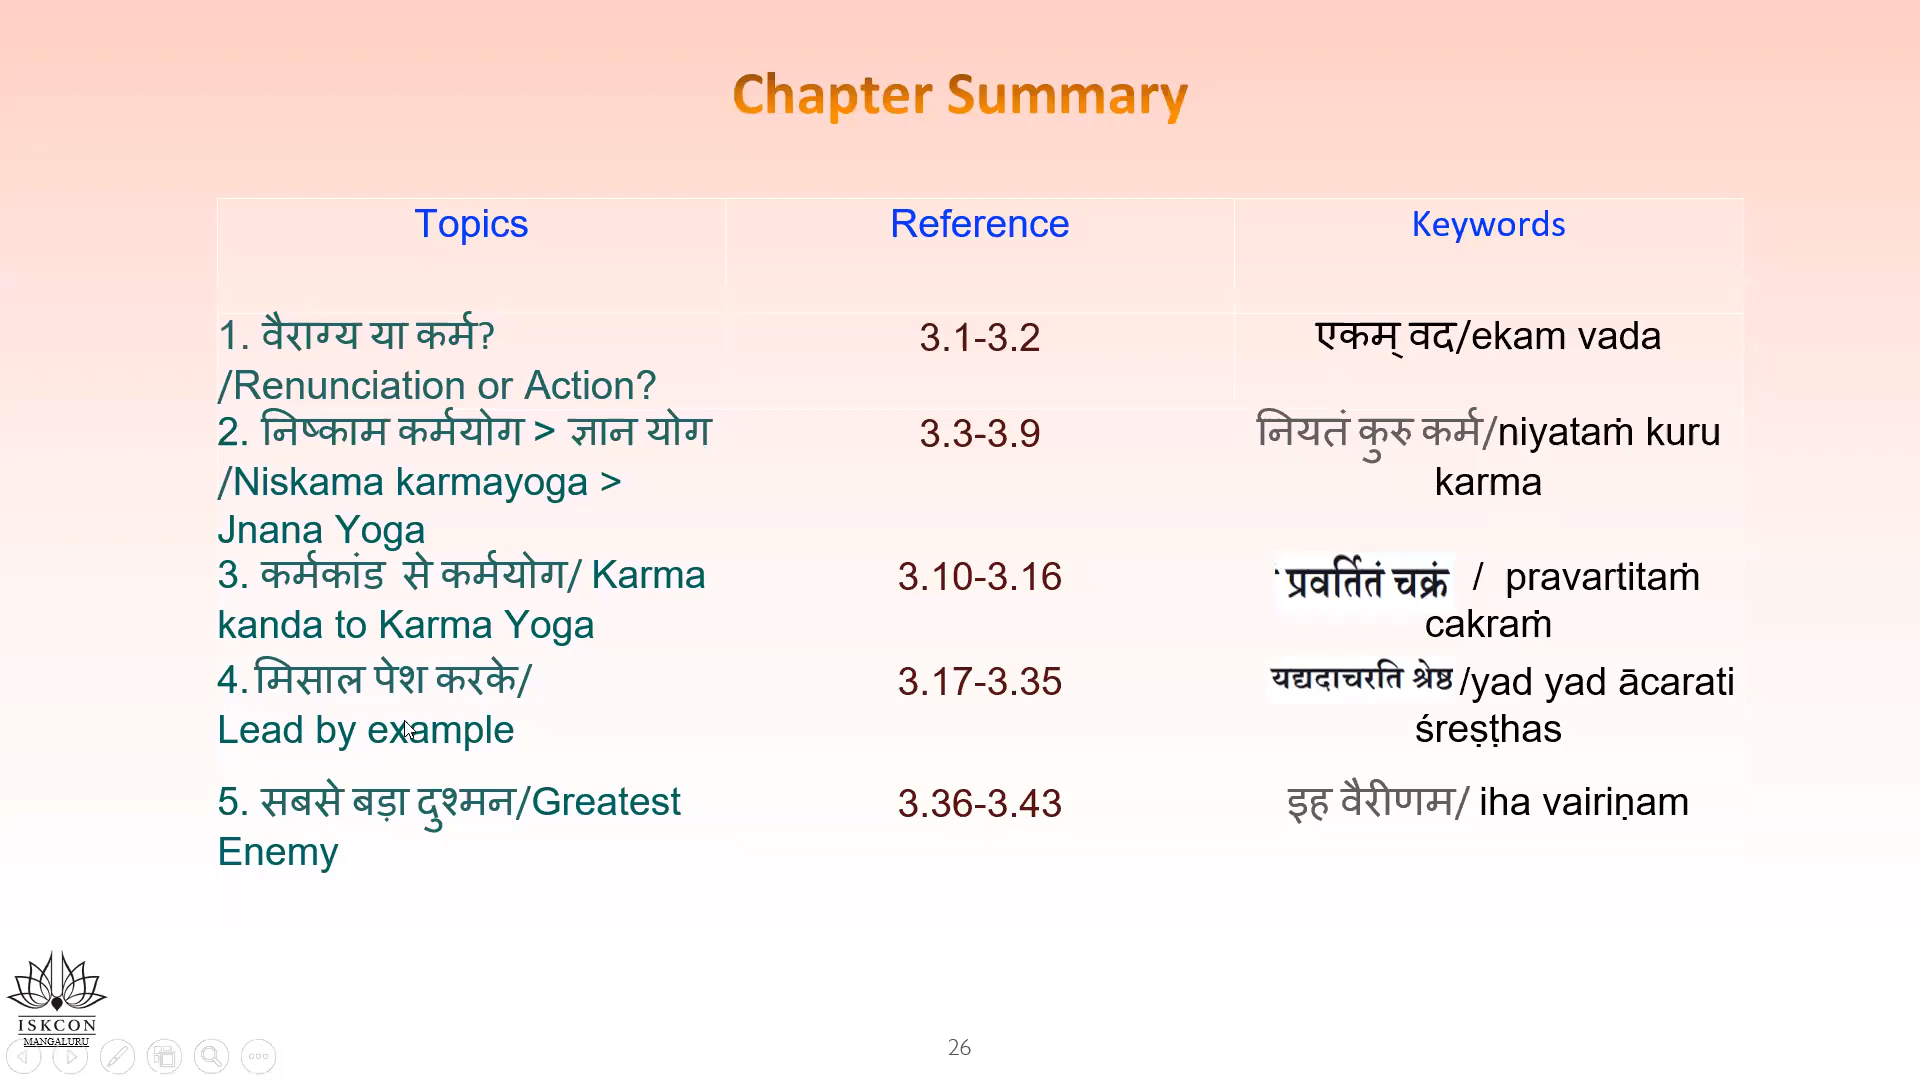 Chapter Summary
Topics
Reference
Keywords
1. वैराग्य या कर्म?
/Renunciation or Action?
3.1-3.2
एकम् वद/ekam vada
2. निष्काम कर्मयोग > ज्ञान योग
/Niskama karmayoga >
Jnana Yoga
3.3-3.9
नियतं कुरु कर्म/niyataṁ kuru
karma
3. कर्मकांड से कर्मयोग/ Karma
kanda to Karma Yoga
3.10-3.16
प्रवर्तितं चक्रं / pravartitaṁ
cakraṁ
4. मिसाल पेश करके/
Lead by example
3.17-3.35
यद्यदाचरति श्रेष्ठ /yad yad ācarati
śreṣṭhas
5. सबसे बड़ा दुश्मन/Greatest
Enemy
3.36-3.43
इह वैरीणम/ iha vairiṇam
ISKCON
MANGALURU
26